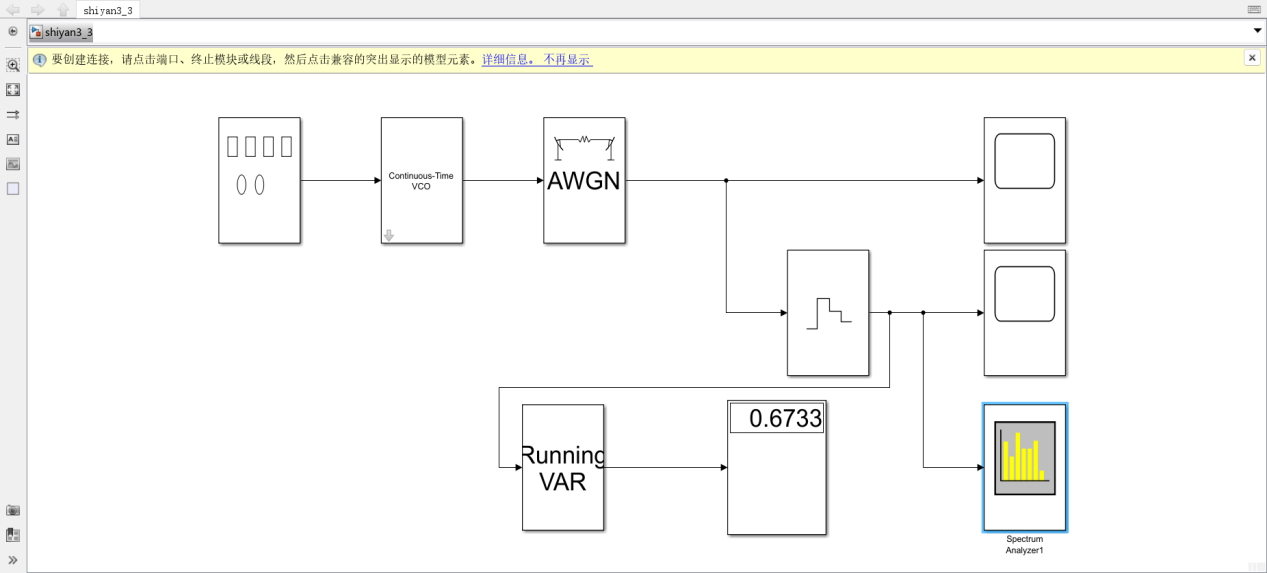 shiyan3_3
shiyan3_3
要创建连接，请点击端口、终止模块或线段，然后点击兼容的突出显示的模型元素。详细信息。 不再显示
Continuous-Time
VCO
AWGN
0.6733
Running
VAR
Spectrum
Analyzer1